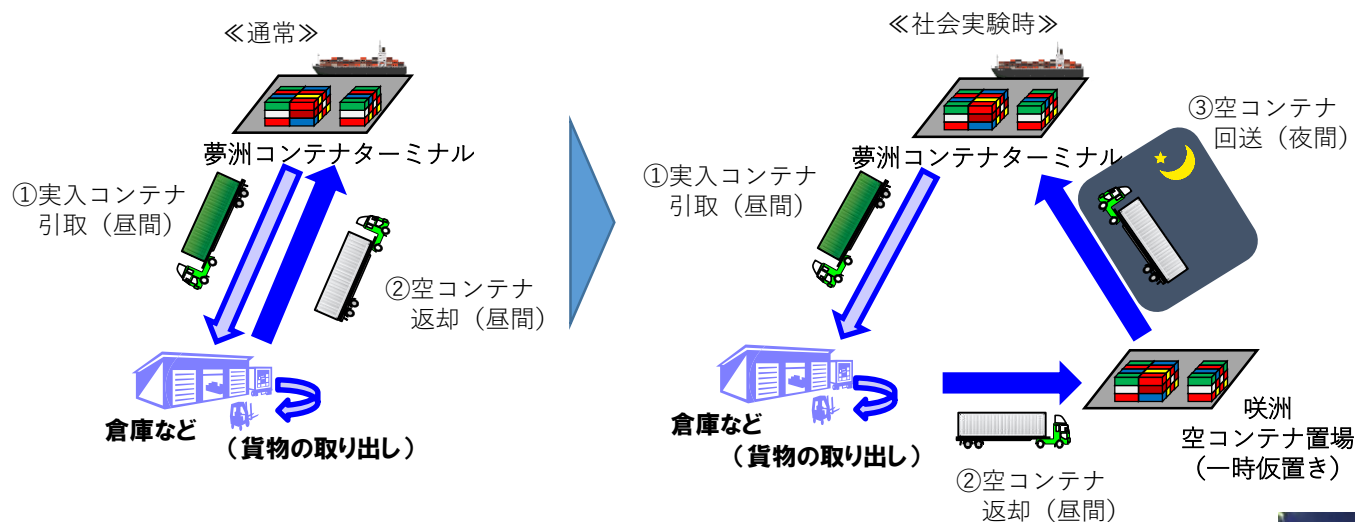 ≪通常≫
夢洲コンテナターミナル
①実入コンテナ
引取（昼間）
②空コンテナ
返却（昼間）
倉庫など
（貨物の取り出し）
≪社会実験時≫
夢洲コンテナターミナル
①実入コンテナ
引取（昼間）
③空コンテナ
回送（夜間）
倉庫など
（貨物の取り出し）
②空コンテナ
返却（昼間）
咲洲
空コンテナ置場
（一時仮置き）